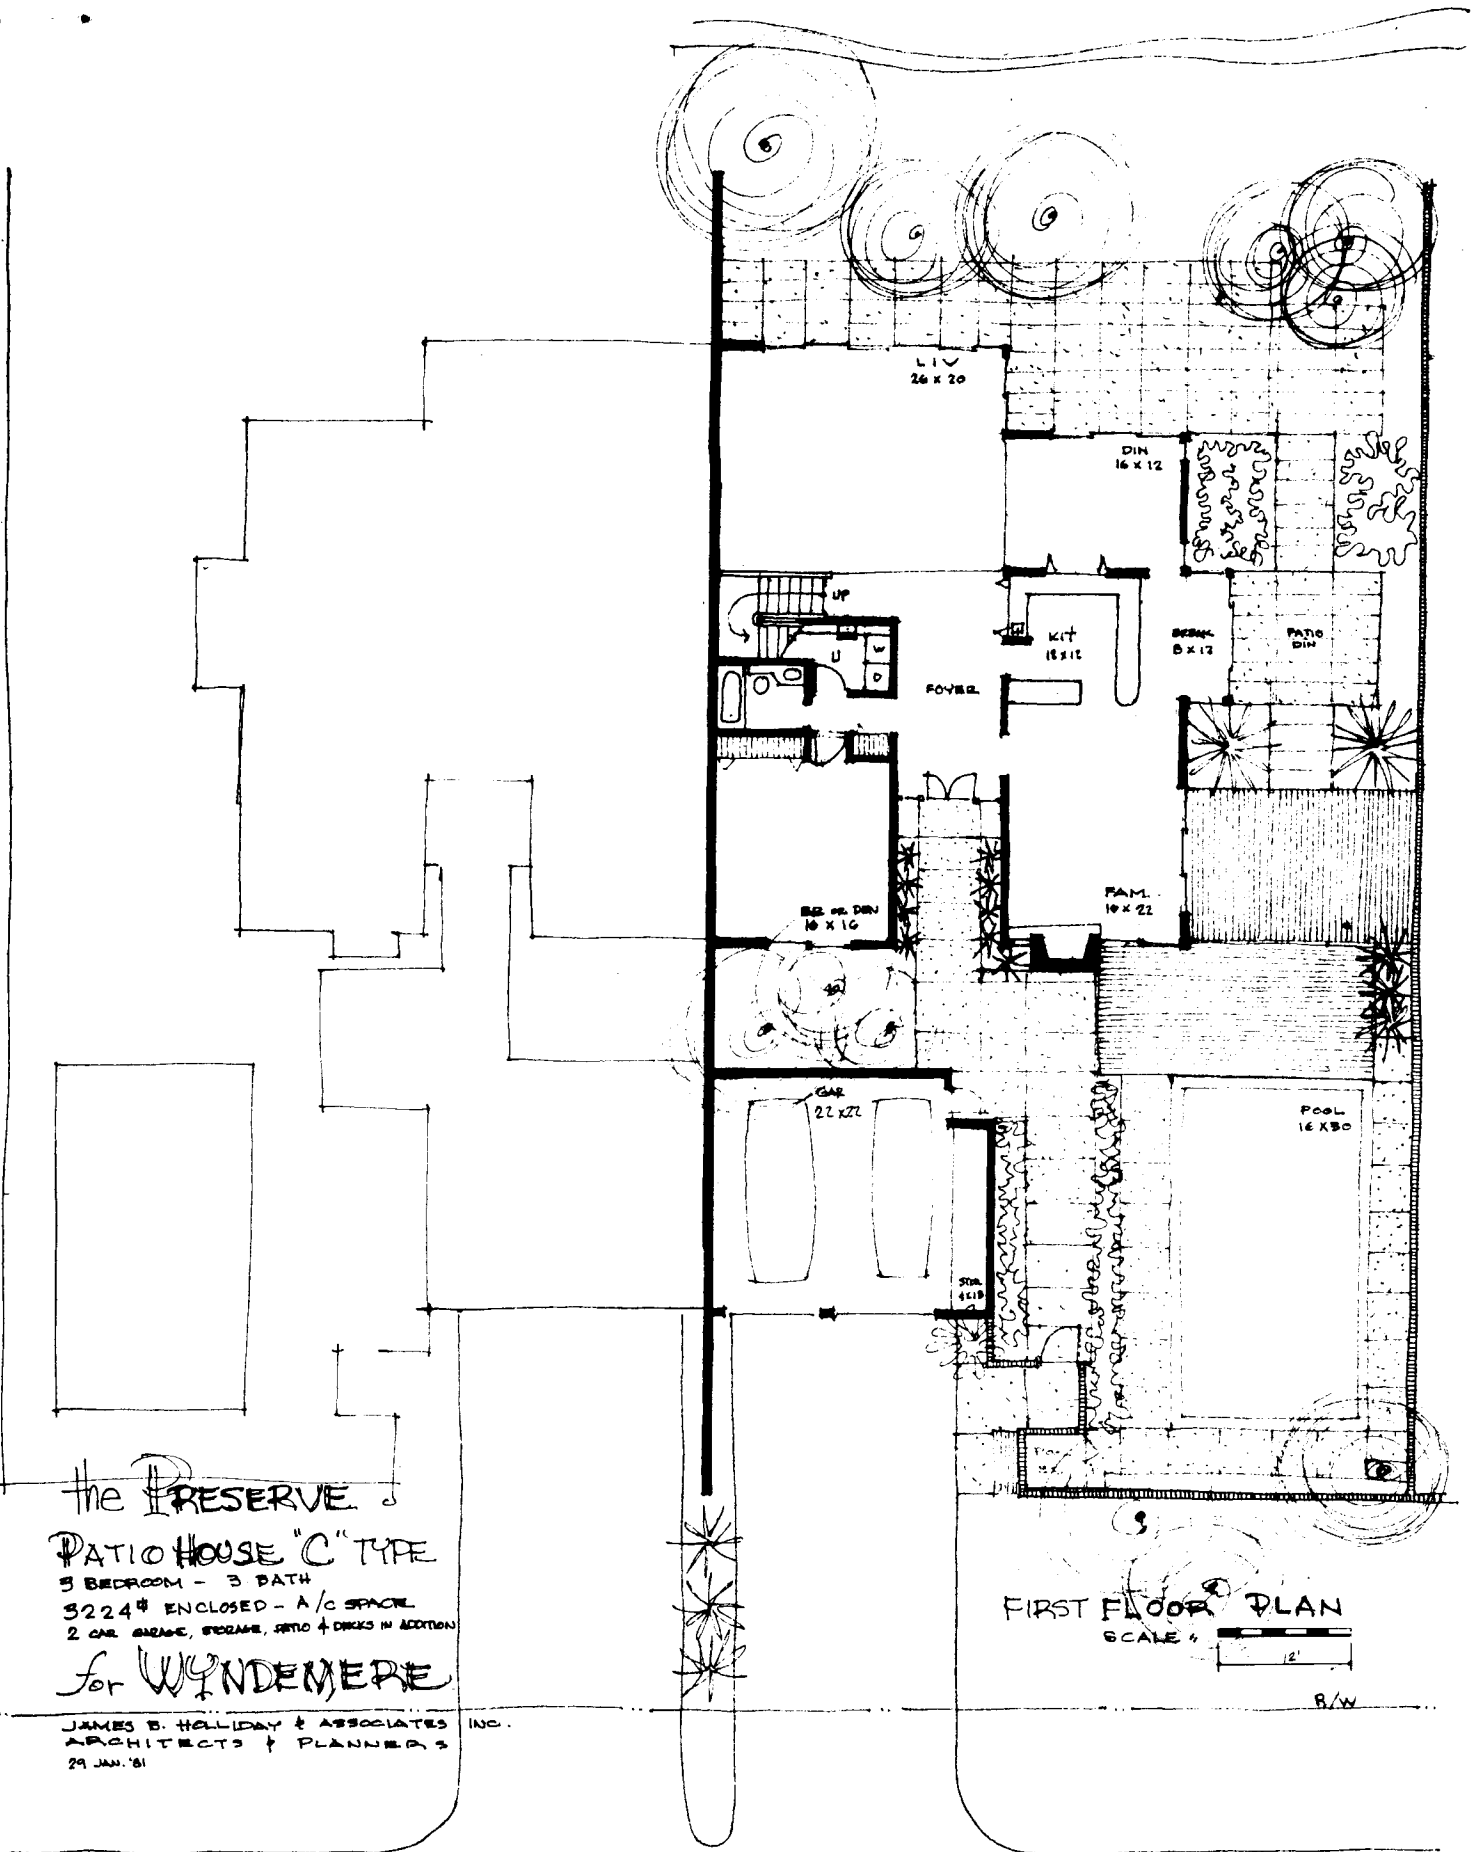 LIV
26 X 20
DIN
16 X 12
UP
W
D
U
KIT
12 X 12
BREAK
8 X 12
PATIO
DIN
FOYER
BR OR DEN
16 X 16
FAM.
16 X 22
GAR
22 X 22
POOL
16 X 30
STOR
4 X 18
the PRESERVE
PATIO HOUSE "C" TYPE
3 BEDROOM - 3 BATH
3224# ENCLOSED - A/C SPACE
2 CAR GARAGE, STORAGE, PATIO & DECKS IN ADDITION
for WYNDEMERE
JAMES B. HOLLIDAY & ASSOCIATES INC.
ARCHITECTS & PLANNERS
29 JAN. '81
FIRST FLOOR PLAN
SCALE
12'
R/W